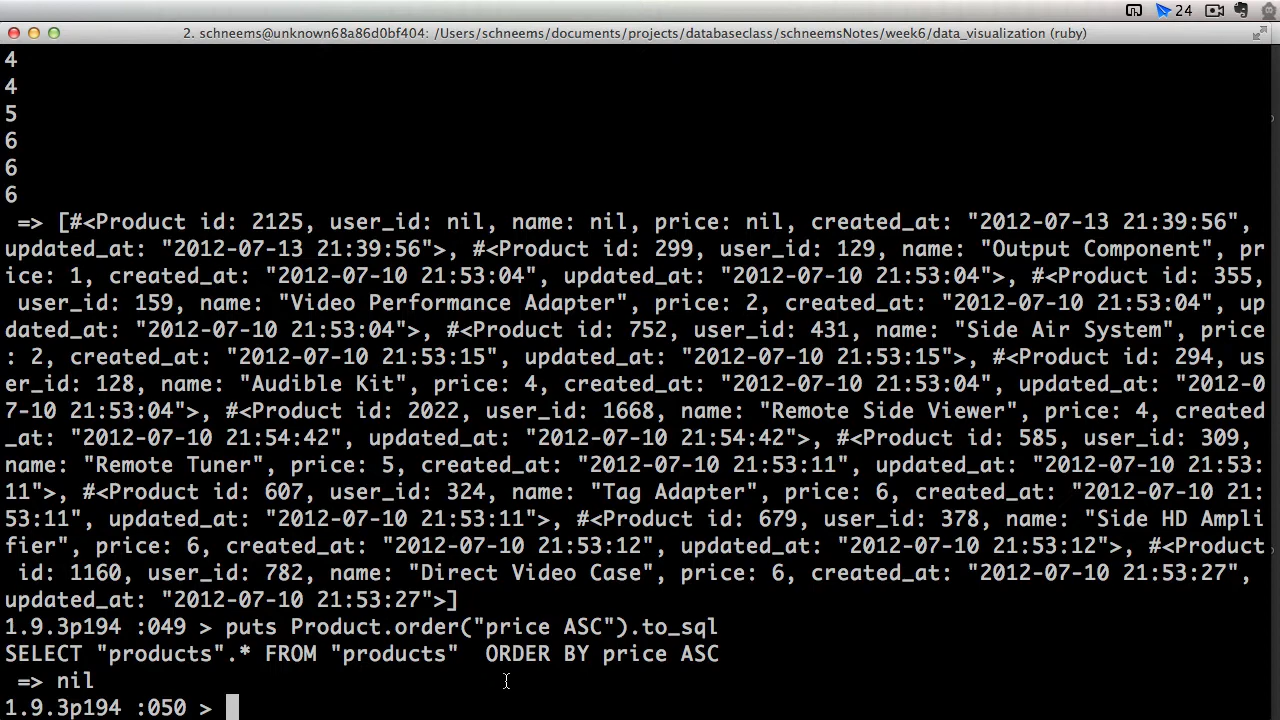 24
2. schneems@unknown68a86d0bf404: /Users/schneems/documents/projects/databaseclass/schneemsNotes/week6/data_visualization (ruby)
4
4
5
6
6
6
 => [#<Product id: 2125, user_id: nil, name: nil, price: nil, created_at: "2012-07-13 21:39:56",
updated_at: "2012-07-13 21:39:56">, #<Product id: 299, user_id: 129, name: "Output Component", pr
ice: 1, created_at: "2012-07-10 21:53:04", updated_at: "2012-07-10 21:53:04">, #<Product id: 355,
 user_id: 159, name: "Video Performance Adapter", price: 2, created_at: "2012-07-10 21:53:04", up
dated_at: "2012-07-10 21:53:04">, #<Product id: 752, user_id: 431, name: "Side Air System", price
: 2, created_at: "2012-07-10 21:53:15", updated_at: "2012-07-10 21:53:15">, #<Product id: 294, us
er_id: 128, name: "Audible Kit", price: 4, created_at: "2012-07-10 21:53:04", updated_at: "2012-0
7-10 21:53:04">, #<Product id: 2022, user_id: 1668, name: "Remote Side Viewer", price: 4, created
_at: "2012-07-10 21:54:42", updated_at: "2012-07-10 21:54:42">, #<Product id: 585, user_id: 309,
name: "Remote Tuner", price: 5, created_at: "2012-07-10 21:53:11", updated_at: "2012-07-10 21:53:
11">, #<Product id: 607, user_id: 324, name: "Tag Adapter", price: 6, created_at: "2012-07-10 21:
53:11", updated_at: "2012-07-10 21:53:11">, #<Product id: 679, user_id: 378, name: "Side HD Ampli
fier", price: 6, created_at: "2012-07-10 21:53:12", updated_at: "2012-07-10 21:53:12">, #<Product
 id: 1160, user_id: 782, name: "Direct Video Case", price: 6, created_at: "2012-07-10 21:53:27",
updated_at: "2012-07-10 21:53:27">]
1.9.3p194 :049 > puts Product.order("price ASC").to_sql
SELECT "products".* FROM "products"  ORDER BY price ASC
 => nil
1.9.3p194 :050 >